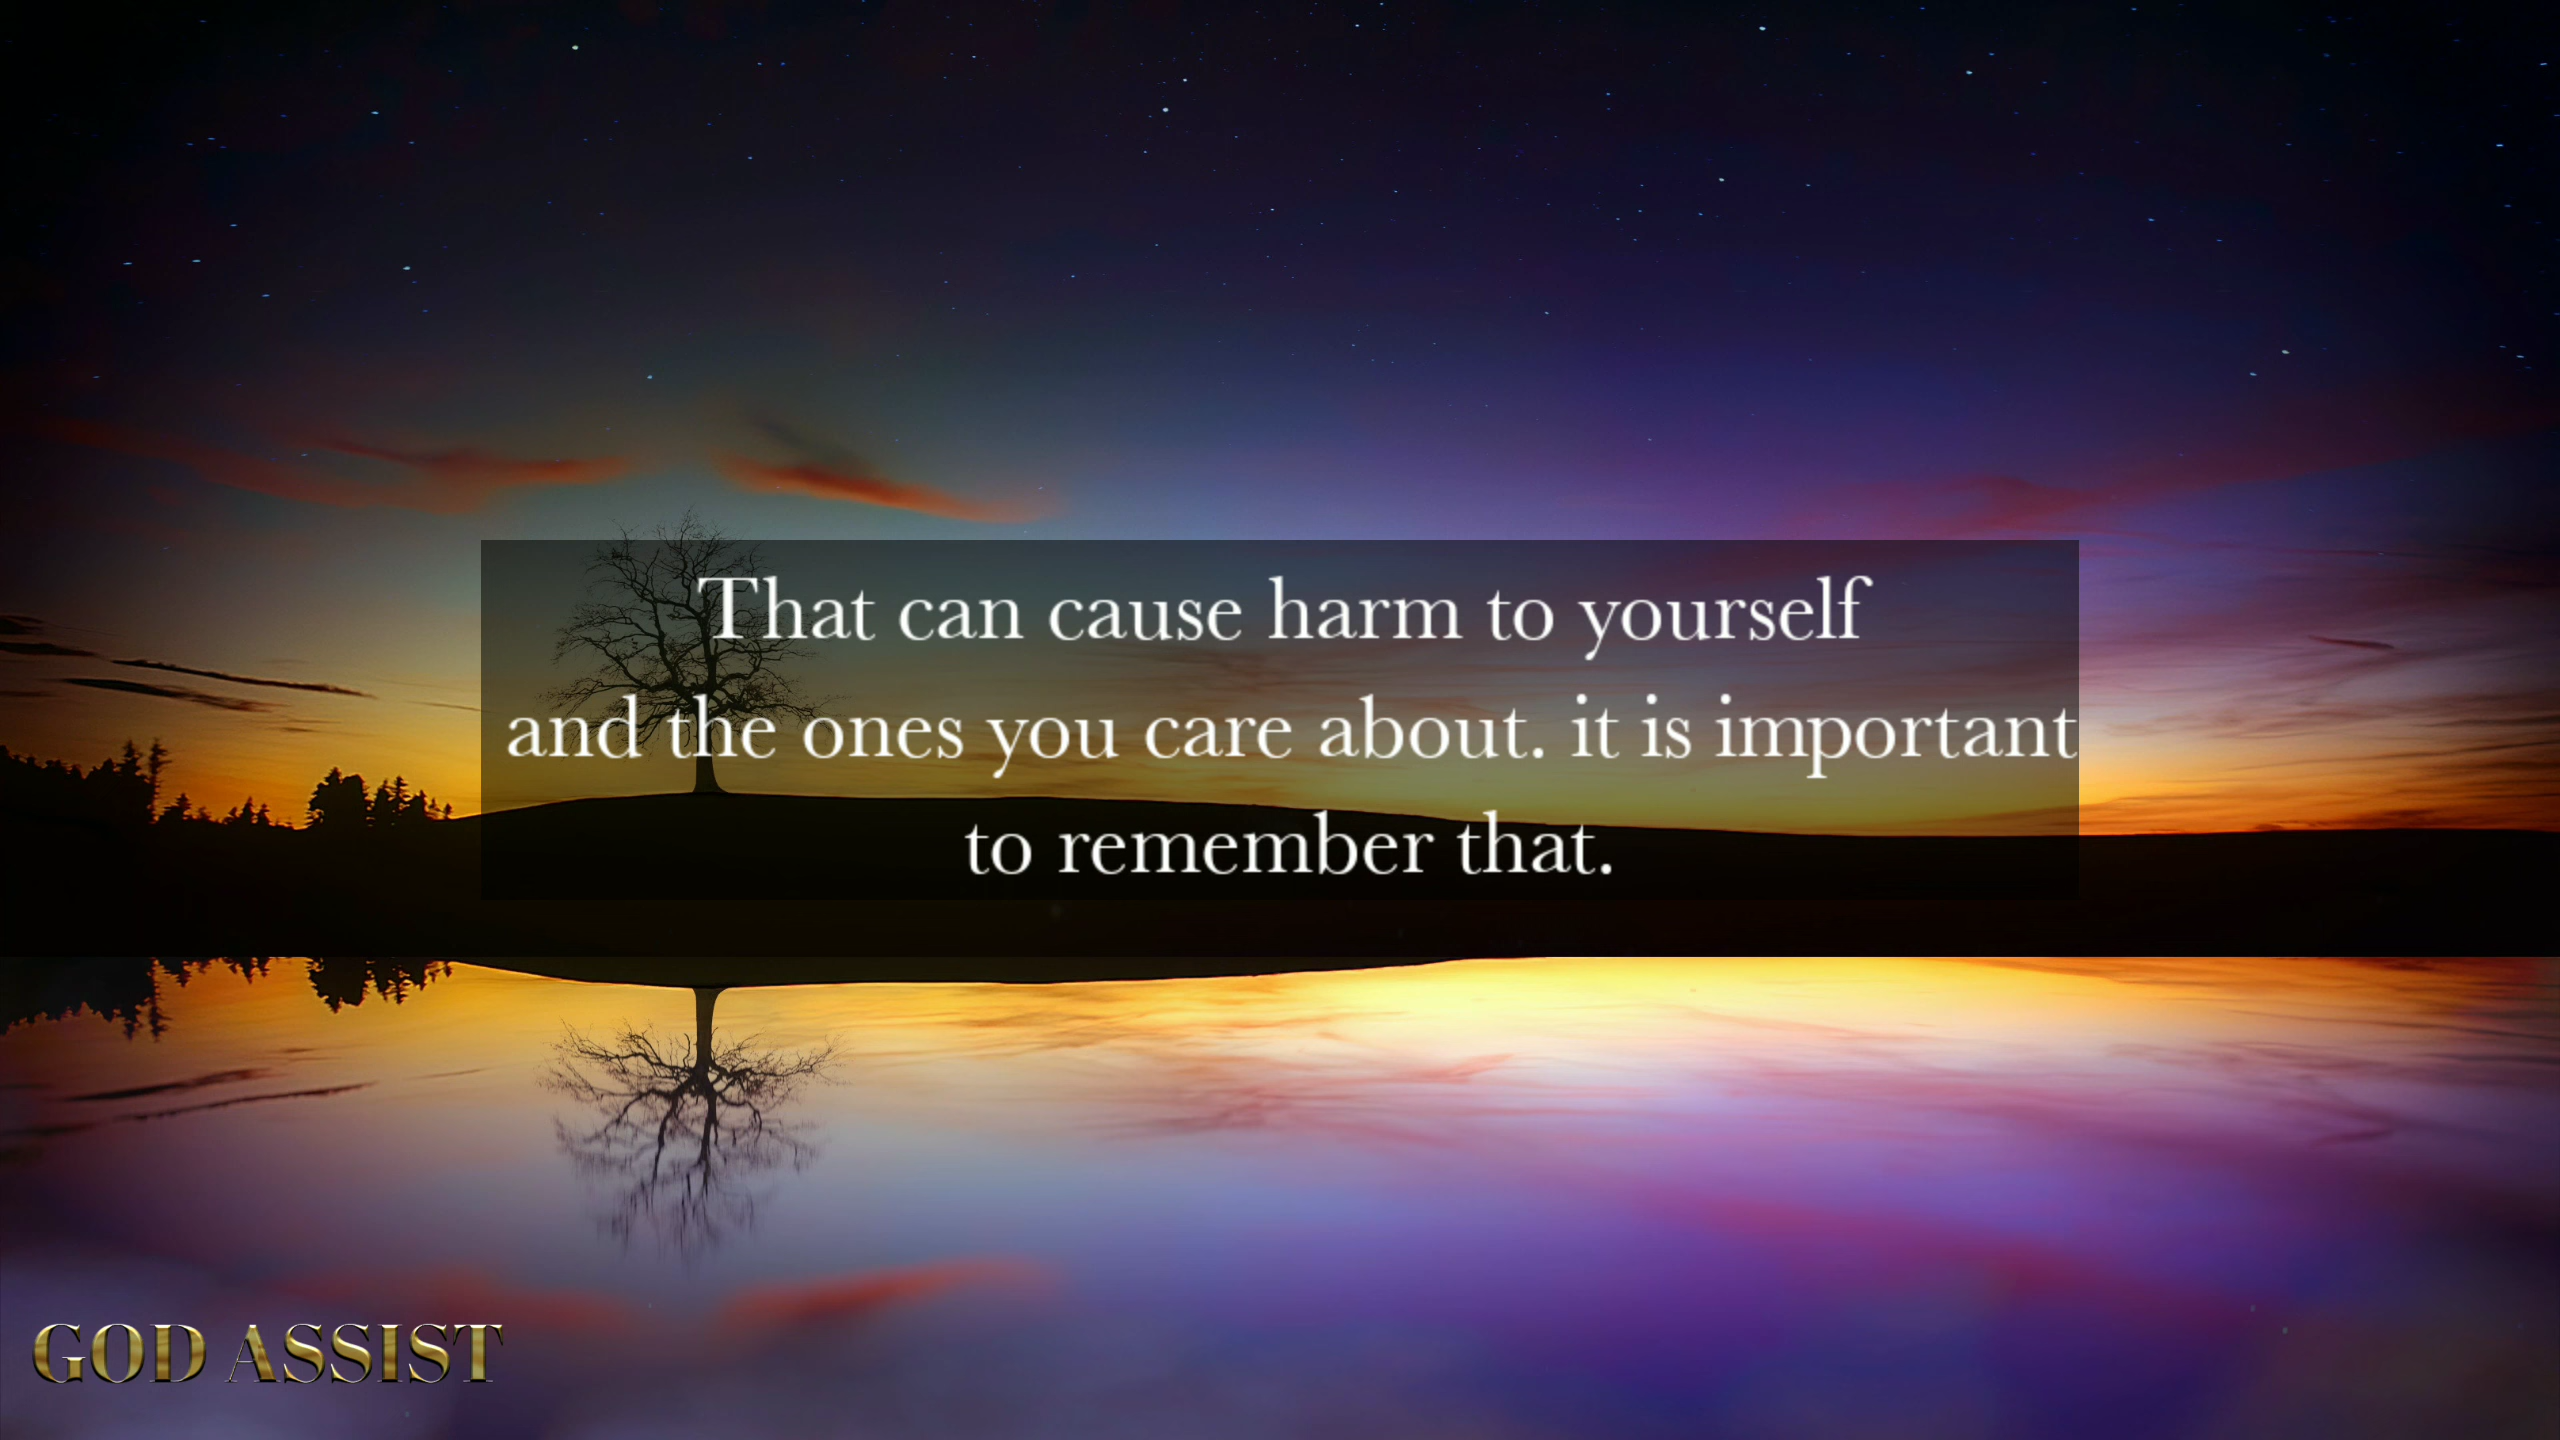 That can cause harm to yourself
and the ones you care about. it is important
to remember that.
GOD ASSIST